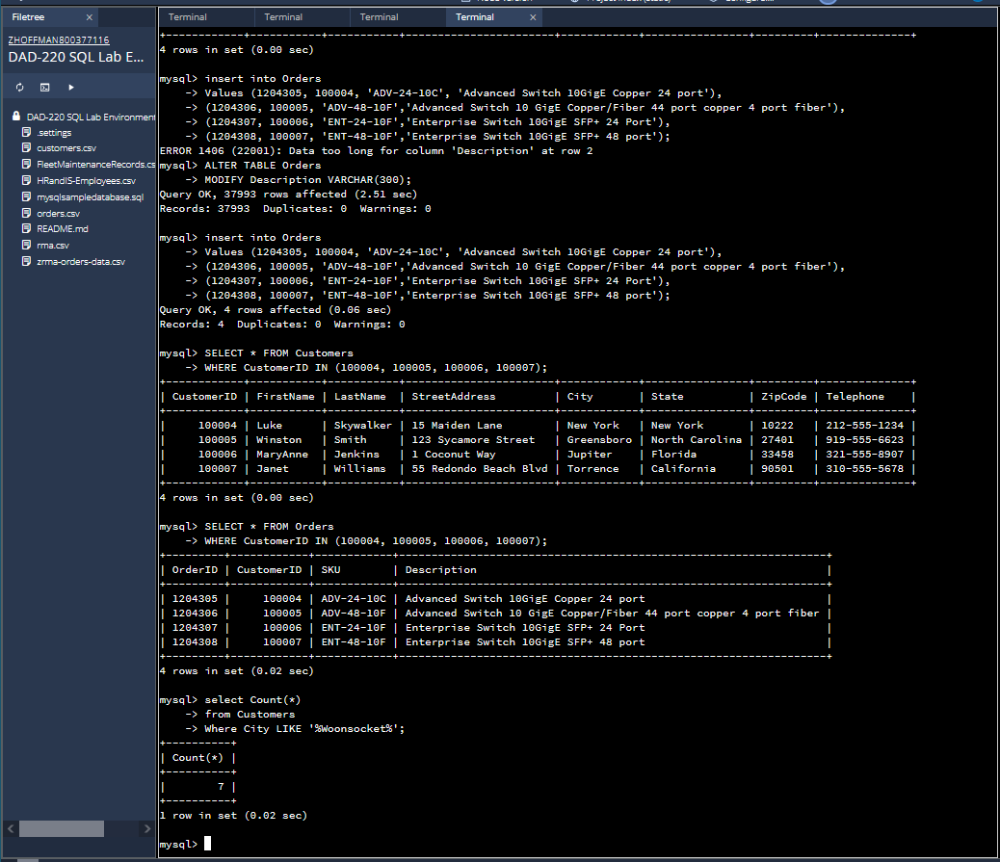 Filetree ×
ZHOFFMAN800377116
DAD-220 SQL Lab E...
DAD-220 SQL Lab Environment
.settings
customers.csv
FleetMaintenanceRecords.cs
HRandIS-Employees.csv
mysqlsampledatabase.sql
orders.csv
README.md
rma.csv
zrma-orders-data.csv
Terminal Terminal Terminal Terminal ×
+------------+-----------+-----------+-----------------------+------------+----------------+---------+--------------+
4 rows in set (0.00 sec)
mysql> insert into Orders
-> Values (1204305, 100004, 'ADV-24-10C', 'Advanced Switch 10GigE Copper 24 port'),
-> (1204306, 100005, 'ADV-48-10F','Advanced Switch 10 GigE Copper/Fiber 44 port copper 4 port fiber'),
-> (1204307, 100006, 'ENT-24-10F','Enterprise Switch 10GigE SFP+ 24 Port'),
-> (1204308, 100007, 'ENT-48-10F','Enterprise Switch 10GigE SFP+ 48 port');
ERROR 1406 (22001): Data too long for column 'Description' at row 2
mysql> ALTER TABLE Orders
-> MODIFY Description VARCHAR(300);
Query OK, 37993 rows affected (2.51 sec)
Records: 37993  Duplicates: 0  Warnings: 0
mysql> insert into Orders
-> Values (1204305, 100004, 'ADV-24-10C', 'Advanced Switch 10GigE Copper 24 port'),
-> (1204306, 100005, 'ADV-48-10F','Advanced Switch 10 GigE Copper/Fiber 44 port copper 4 port fiber'),
-> (1204307, 100006, 'ENT-24-10F','Enterprise Switch 10GigE SFP+ 24 Port'),
-> (1204308, 100007, 'ENT-48-10F','Enterprise Switch 10GigE SFP+ 48 port');
Query OK, 4 rows affected (0.06 sec)
Records: 4  Duplicates: 0  Warnings: 0
mysql> SELECT * FROM Customers
-> WHERE CustomerID IN (100004, 100005, 100006, 100007);
+------------+-----------+-----------+-----------------------+------------+----------------+---------+--------------+
| CustomerID | FirstName | LastName  | StreetAddress         | City       | State          | ZipCode | Telephone    |
+------------+-----------+-----------+-----------------------+------------+----------------+---------+--------------+
|     100004 | Luke      | Skywalker | 15 Maiden Lane        | New York   | New York       | 10222   | 212-555-1234 |
|     100005 | Winston   | Smith     | 123 Sycamore Street   | Greensboro | North Carolina | 27401   | 919-555-6623 |
|     100006 | MaryAnne  | Jenkins   | 1 Coconut Way         | Jupiter    | Florida        | 33458   | 321-555-8907 |
|     100007 | Janet     | Williams  | 55 Redondo Beach Blvd | Torrence   | California     | 90501   | 310-555-5678 |
+------------+-----------+-----------+-----------------------+------------+----------------+---------+--------------+
4 rows in set (0.00 sec)
mysql> SELECT * FROM Orders
-> WHERE CustomerID IN (100004, 100005, 100006, 100007);
+---------+------------+------------+------------------------------------------------------------------+
| OrderID | CustomerID | SKU        | Description                                                      |
+---------+------------+------------+------------------------------------------------------------------+
| 1204305 |     100004 | ADV-24-10C | Advanced Switch 10GigE Copper 24 port                            |
| 1204306 |     100005 | ADV-48-10F | Advanced Switch 10 GigE Copper/Fiber 44 port copper 4 port fiber |
| 1204307 |     100006 | ENT-24-10F | Enterprise Switch 10GigE SFP+ 24 Port                            |
| 1204308 |     100007 | ENT-48-10F | Enterprise Switch 10GigE SFP+ 48 port                            |
+---------+------------+------------+------------------------------------------------------------------+
4 rows in set (0.02 sec)
mysql> select Count(*)
-> from Customers
-> Where City LIKE '%Woonsocket%';
+----------+
| Count(*) |
+----------+
|        7 |
+----------+
1 row in set (0.02 sec)
mysql>